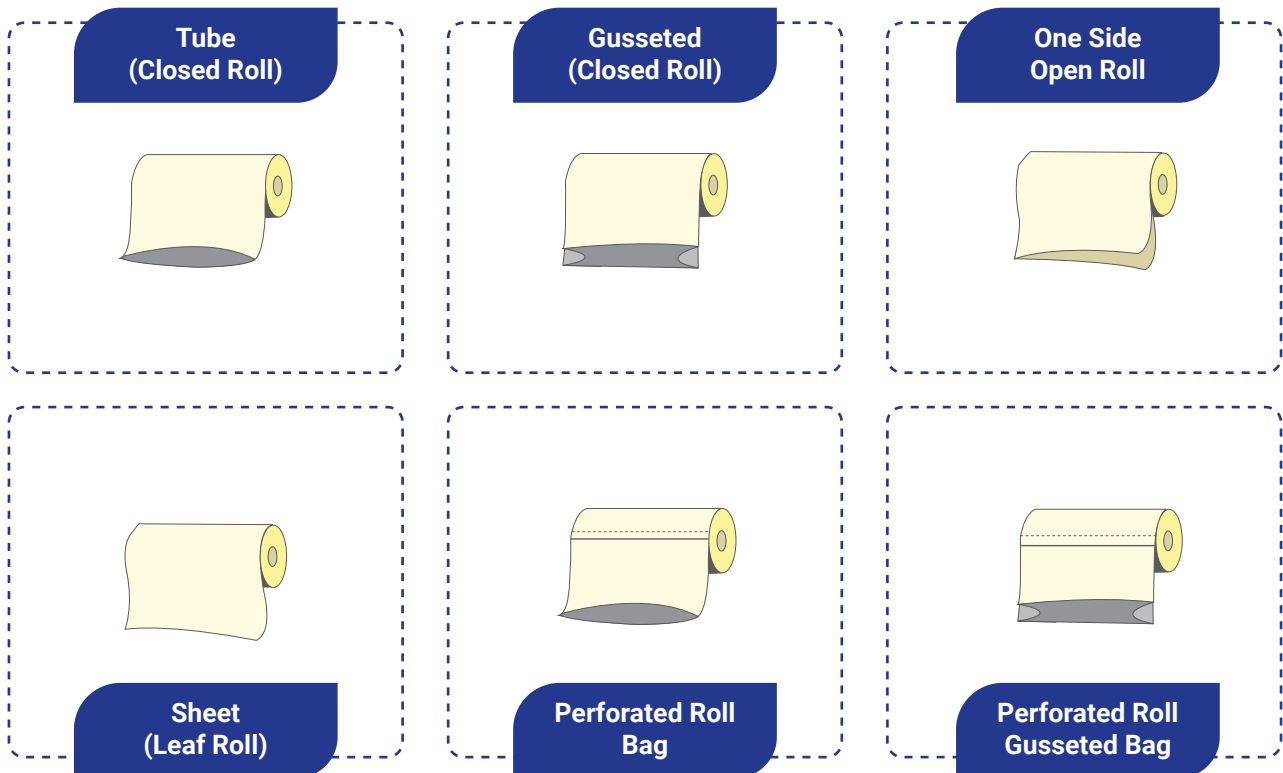 Tube
(Closed Roll)
Gusseted
(Closed Roll)
One Side
Open Roll
Sheet
(Leaf Roll)
Perforated Roll
Bag
Perforated Roll
Gusseted Bag